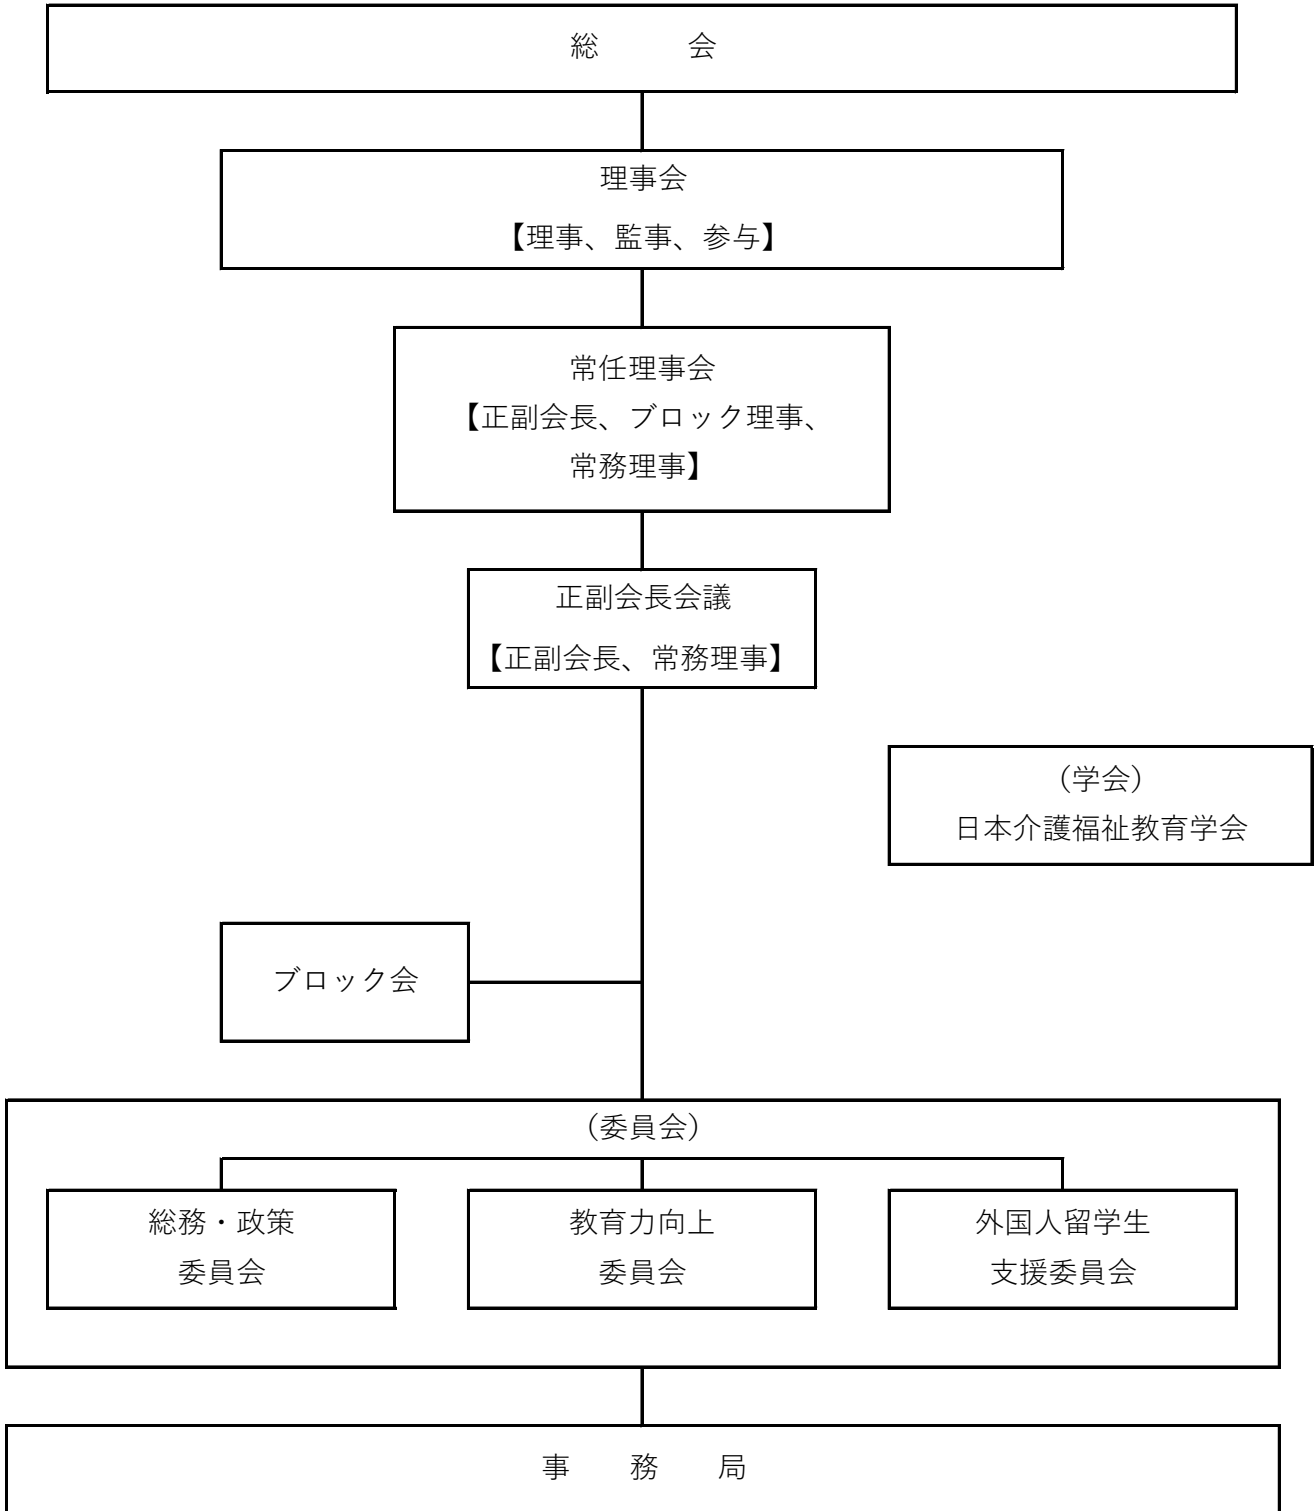 総　　　会
理事会
【理事、監事、参与】
常任理事会
【正副会長、ブロック理事、
常務理事】
正副会長会議
【正副会長、常務理事】
（学会）
日本介護福祉教育学会
ブロック会
（委員会）
総務・政策
委員会
教育力向上
委員会
外国人留学生
支援委員会
事　　務　　局